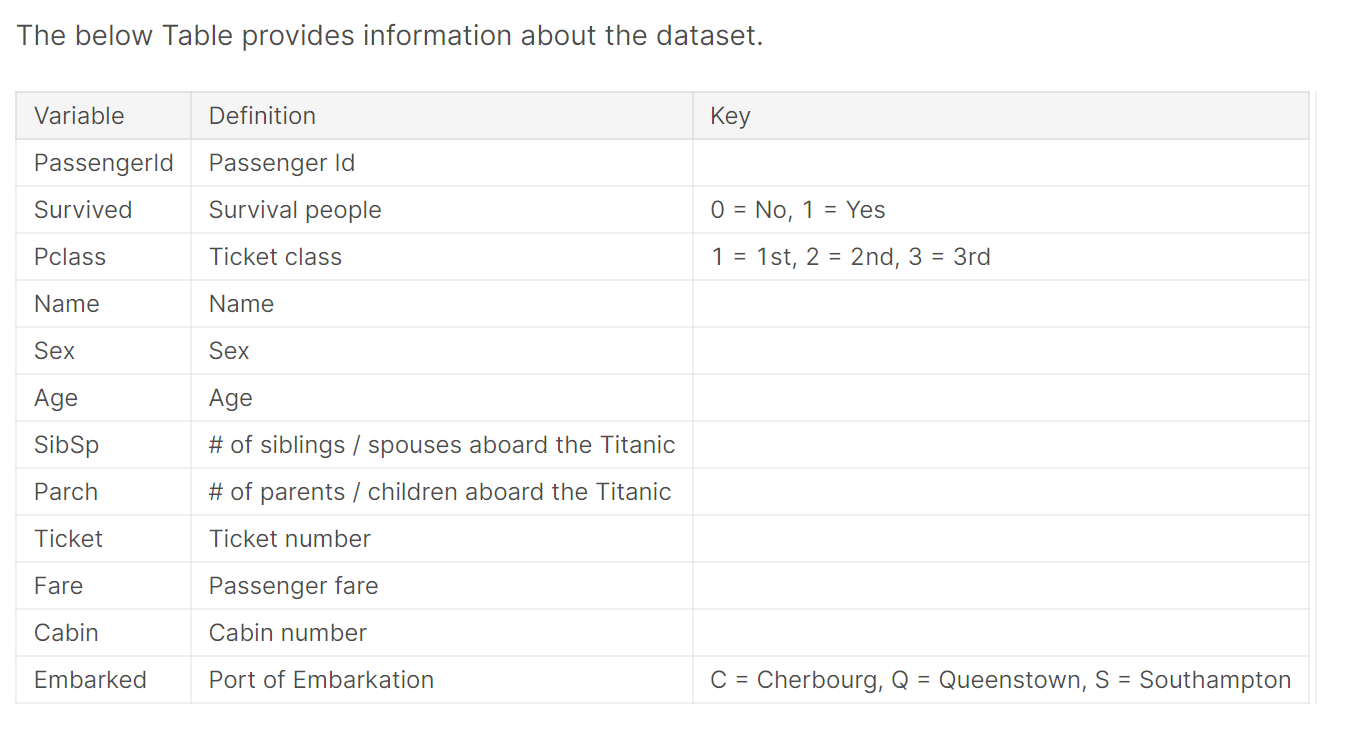 The below Table provides information about the dataset.
Variable Definition Key
PassengerId Passenger Id
Survived Survival people 0 = No, 1 = Yes
Pclass Ticket class 1 = 1st, 2 = 2nd, 3 = 3rd
Name Name
Sex Sex
Age Age
SibSp # of siblings / spouses aboard the Titanic
Parch # of parents / children aboard the Titanic
Ticket Ticket number
Fare Passenger fare
Cabin Cabin number
Embarked Port of Embarkation C = Cherbourg, Q = Queenstown, S = Southampton